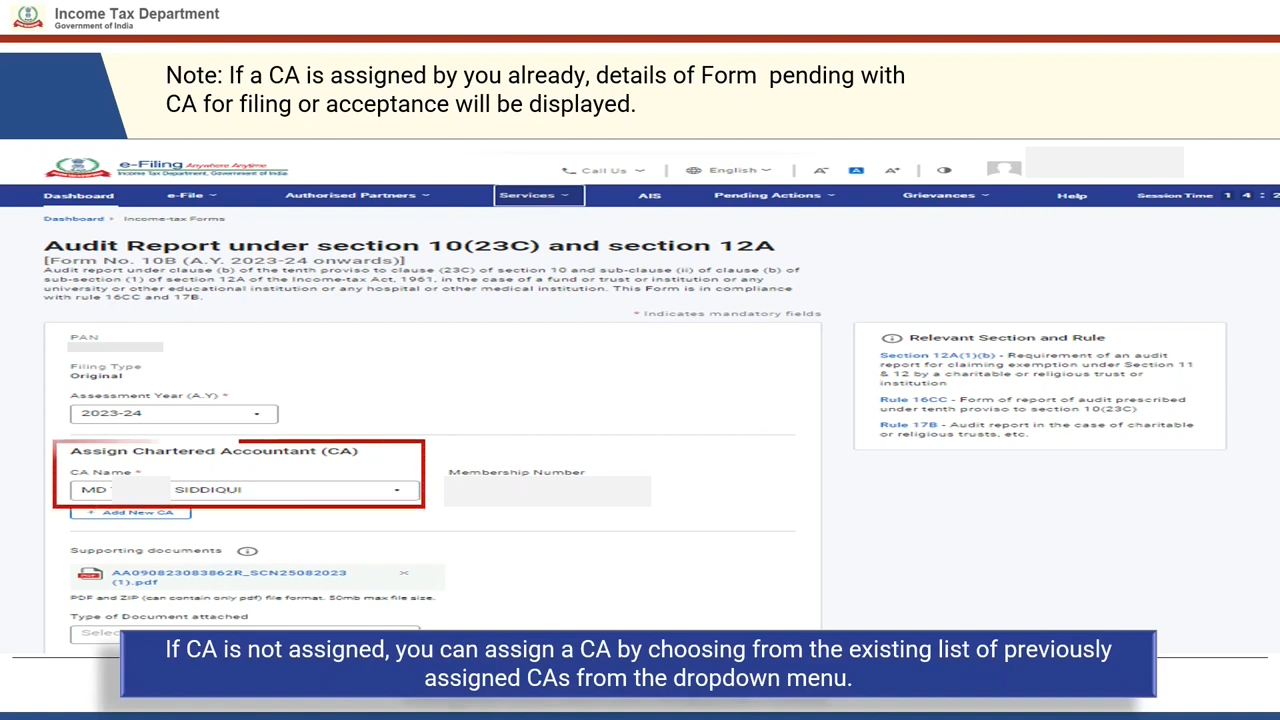 Income Tax Department
Government of India
Note: If a CA is assigned by you already, details of Form pending with
CA for filing or acceptance will be displayed.
e-Filing Anywhere Anytime
Income Tax Department, Government of India
Call Us
English
A-
A
A+
Dashboard
e-File
Authorised Partners
Services
AIS
Pending Actions
Grievances
Help
Session Time 1 4 : 2
Dashboard > Income-tax Forms
Audit Report under section 10(23C) and section 12A
[Form No. 10B (A.Y. 2023-24 onwards)]
Audit report under clause (b) of the tenth proviso to clause (23C) of section 10 and sub-clause (ii) of clause (b) of
sub-section (1) of section 12A of the Income-tax Act, 1961, in the case of a fund or trust or institution or any
university or other educational institution or any hospital or other medical institution. This Form is in compliance
with rule 16CC and 17B.
* Indicates mandatory fields
PAN
Filing Type
Original
Assessment Year (A.Y) *
2023-24
Assign Chartered Accountant (CA)
CA Name *
MD SIDDIQUI
Membership Number
+ Add New CA
Supporting documents
AA090823083862R_SCN25082023
(1).pdf
PDF and ZIP (can contain only pdf) file format. 50mb max file size.
Type of Document attached
Selec
Relevant Section and Rule
Section 12A(1)(b) - Requirement of an audit
report for claiming exemption under Section 11
& 12 by a charitable or religious trust or
institution
Rule 16CC - Form of report of audit prescribed
under tenth proviso to section 10(23C)
Rule 17B - Audit report in the case of charitable
or religious trusts, etc.
If CA is not assigned, you can assign a CA by choosing from the existing list of previously
assigned CAs from the dropdown menu.